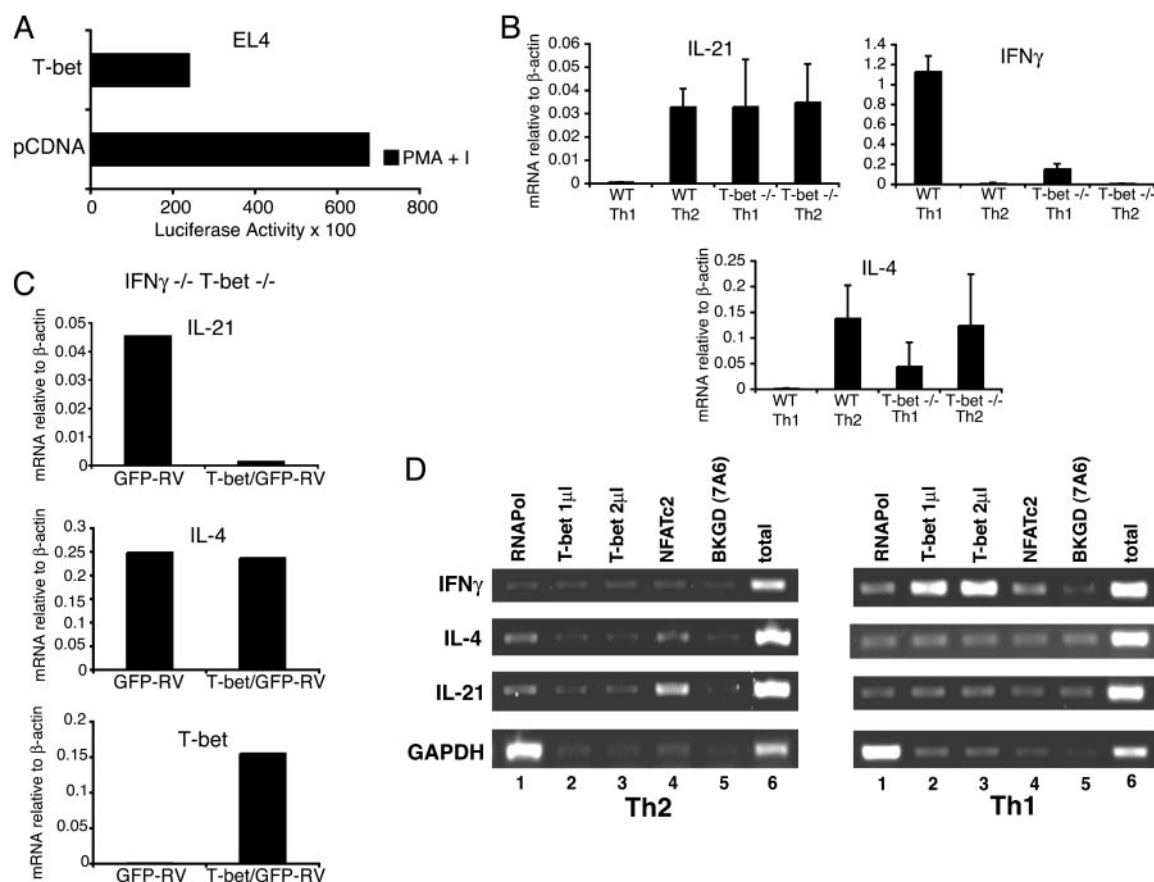 A
EL4
T-bet
pCDNA
PMA + I
0 200 400 600 800
Luciferase Activity x 100
B
IL-21
mRNA relative to β-actin
0.06
0.05
0.04
0.03
0.02
0.01
0
WT Th1
WT Th2
T-bet -/- Th1
T-bet -/- Th2
IFNγ
1.4
1.2
1
0.8
0.6
0.4
0.2
0
WT Th1
WT Th2
T-bet -/- Th1
T-bet -/- Th2
IL-4
mRNA relative to β-actin
0.25
0.2
0.15
0.1
0.05
0
WT Th1
WT Th2
T-bet -/- Th1
T-bet -/- Th2
C
IFNγ -/- T-bet -/-
IL-21
mRNA relative to β-actin
0.05
0.04
0.03
0.02
0.01
0
GFP-RV T-bet/GFP-RV
IL-4
mRNA relative to β-actin
0.3
0.25
0.2
0.15
0.1
0.05
0
GFP-RV T-bet/GFP-RV
T-bet
mRNA relative to β-actin
0.2
0.15
0.1
0.05
0
GFP-RV T-bet/GFP-RV
D
RNAPol
T-bet 1μl
T-bet 2μl
NFATc2
BKGD (7A6)
total
RNAPol
T-bet 1μl
T-bet 2μl
NFATc2
BKGD (7A6)
total
IFNγ
IL-4
IL-21
GAPDH
1 2 3 4 5 6
Th2
1 2 3 4 5 6
Th1